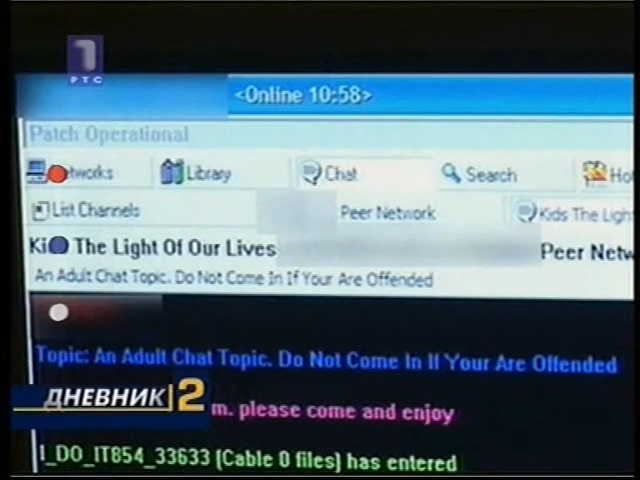 1
РТС
<Online 10:58>
Patch Operational
Library
Chat
Search
List Channels
Peer Network
Kids The Light
The Light Of Our Lives
Peer Netw
An Adult Chat Topic. Do Not Come In If Your Are Offended
Topic: An Adult Chat Topic. Do Not Come In If Your Are Offended
ДНЕВНИК 2
m. please come and enjoy
I_DO_IT854_33633 (Cable 0 files) has entered